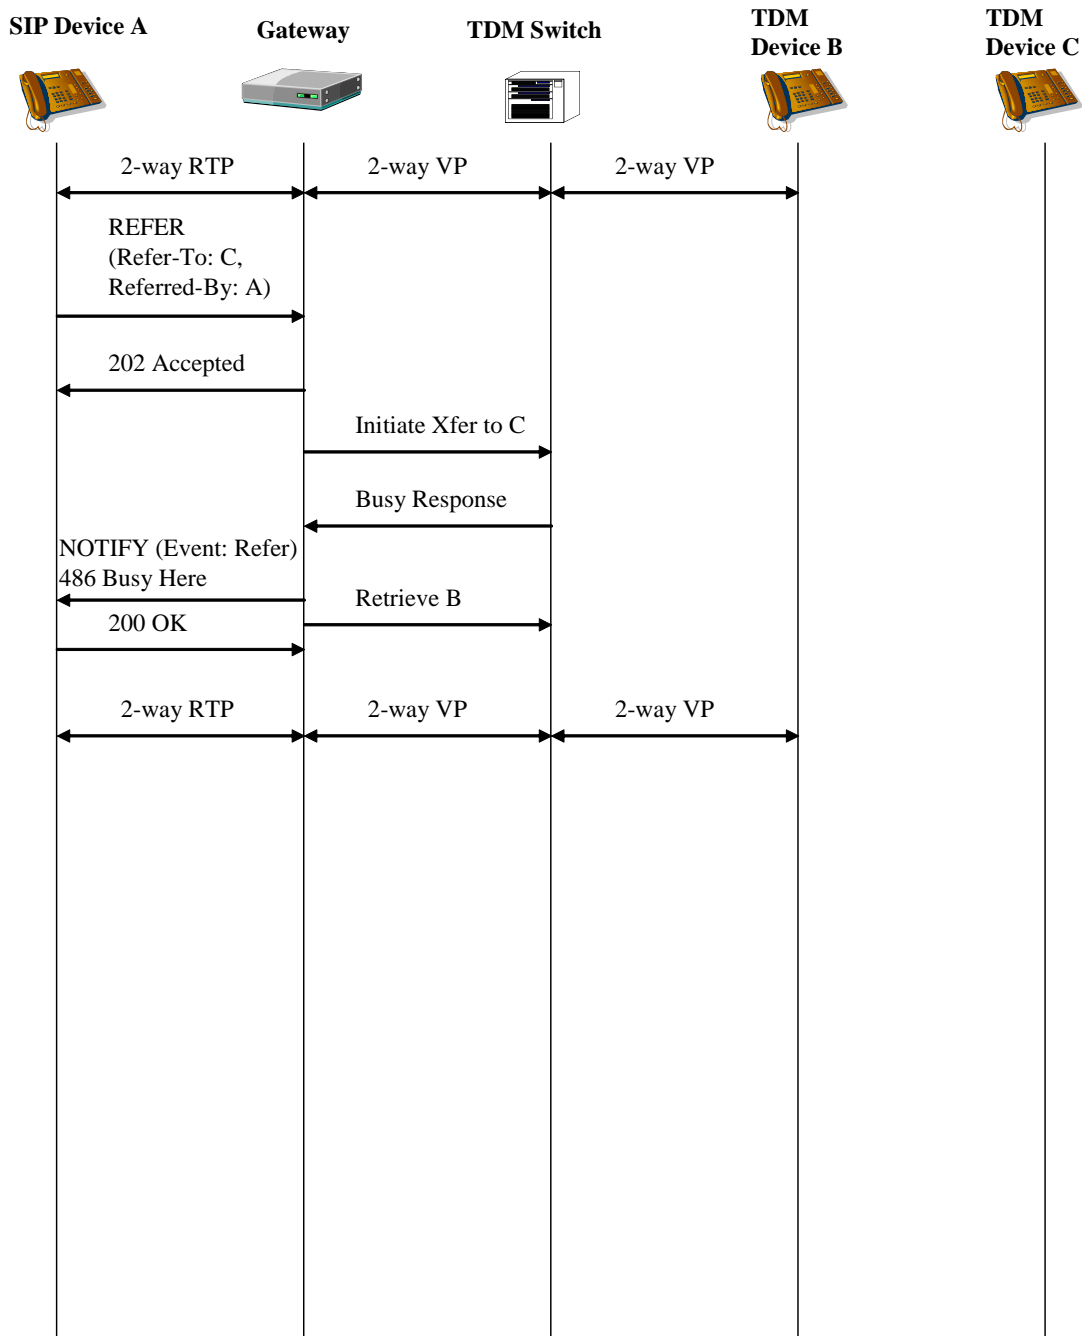 SIP Device A
Gateway
TDM Switch
TDM
Device B
TDM
Device C
2-way RTP
2-way VP
2-way VP
REFER
(Refer-To: C,
Referred-By: A)
202 Accepted
Initiate Xfer to C
Busy Response
NOTIFY (Event: Refer)
486 Busy Here
Retrieve B
200 OK
2-way RTP
2-way VP
2-way VP